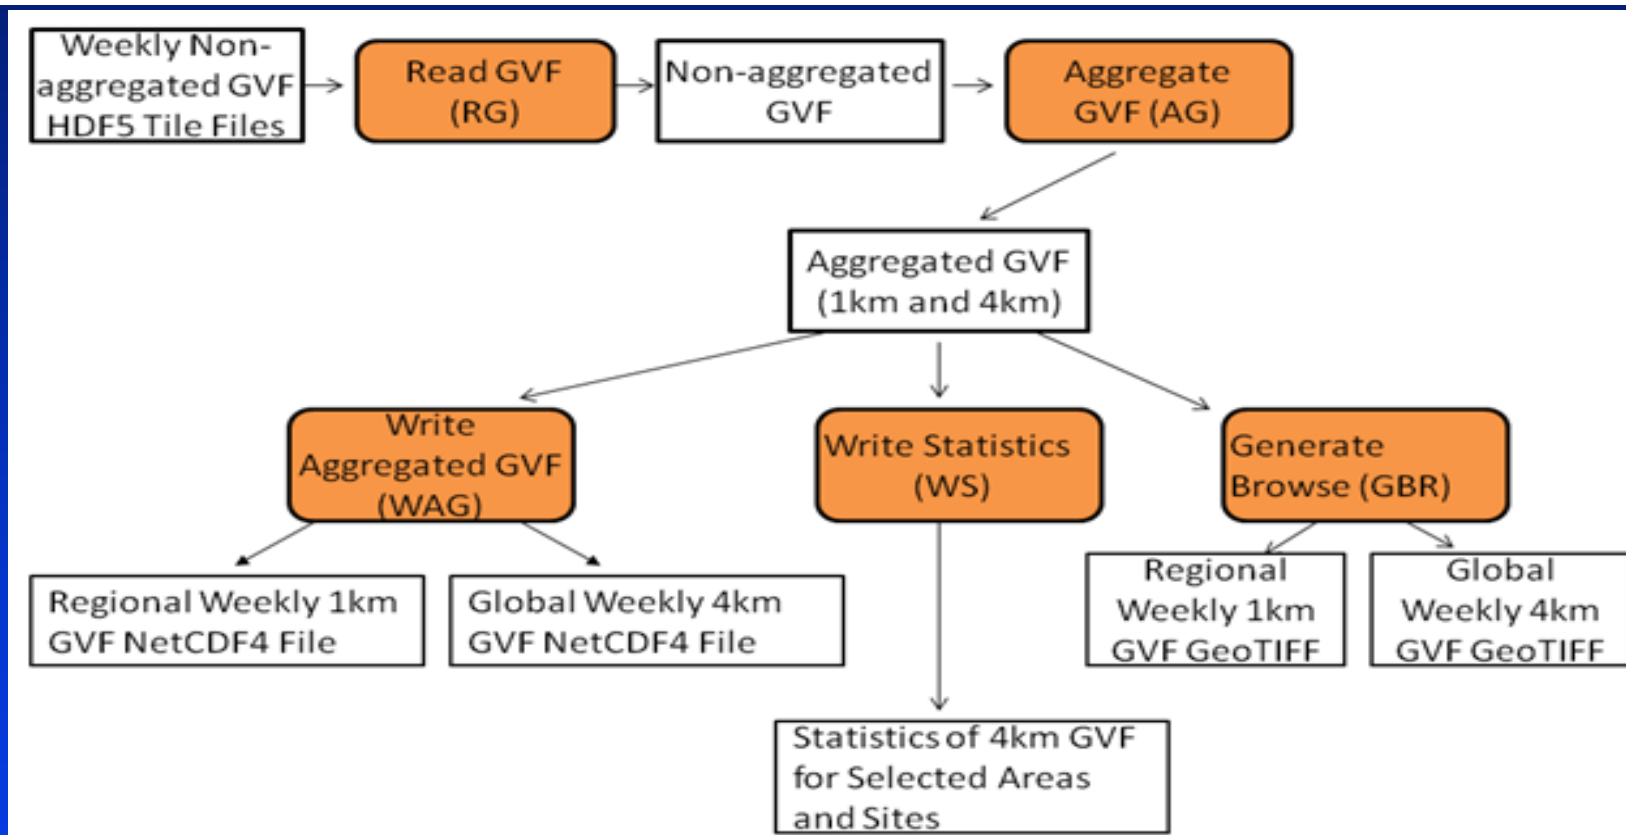 Weekly Non-
aggregated GVF
HDF5 Tile Files
Read GVF
(RG)
Non-aggregated
GVF
Aggregate
GVF (AG)
Aggregated GVF
(1km and 4km)
Write
Aggregated GVF
(WAG)
Write Statistics
(WS)
Generate
Browse (GBR)
Regional Weekly 1km
GVF NetCDF4 File
Global Weekly 4km
GVF NetCDF4 File
Regional
Weekly 1km
GVF GeoTIFF
Global
Weekly 4km
GVF GeoTIFF
Statistics of 4km GVF
for Selected Areas
and Sites